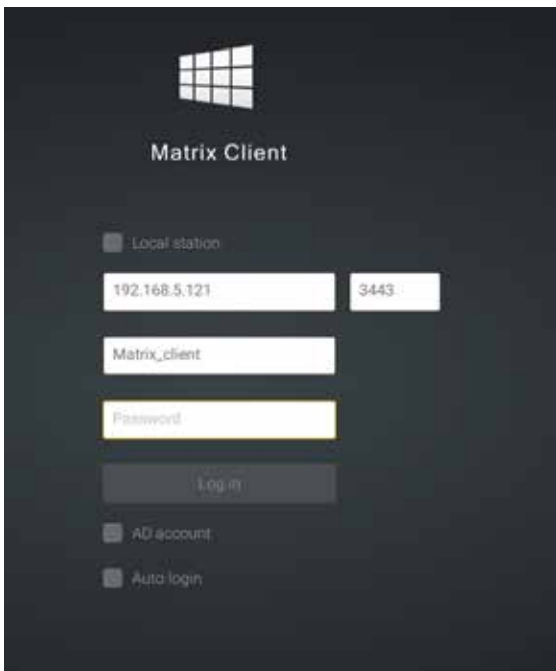 Matrix Client
Local station
192.168.5.121 3443
Matrix_client
Password
Log in
AD account
Auto login